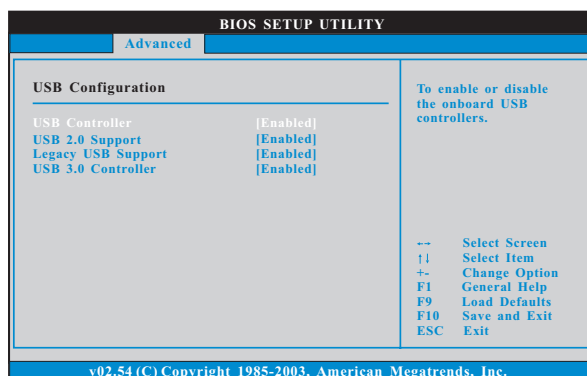 BIOS SETUP UTILITY
Advanced
USB Configuration
USB Controller [Enabled]
USB 2.0 Support [Enabled]
Legacy USB Support [Enabled]
USB 3.0 Controller [Enabled]
To enable or disable
the onboard USB
controllers.
←→ Select Screen
↑↓ Select Item
+- Change Option
F1 General Help
F9 Load Defaults
F10 Save and Exit
ESC Exit
v02.54 (C) Copyright 1985-2003, American Megatrends, Inc.